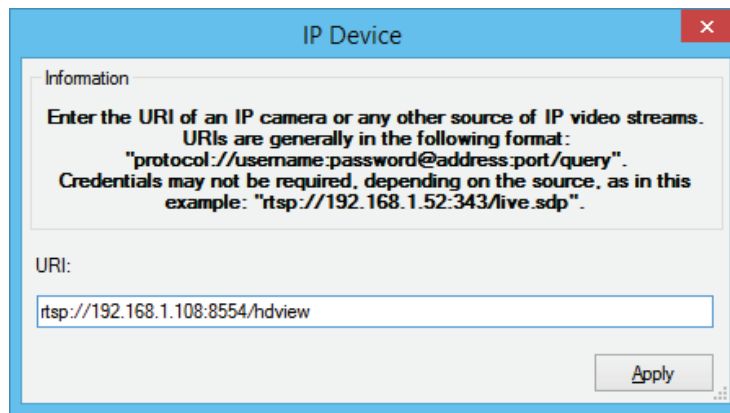 IP Device
Information
Enter the URI of an IP camera or any other source of IP video streams.
URIs are generally in the following format:
"protocol://username:password@address:port/query".
Credentials may not be required, depending on the source, as in this
example: "rtsp://192.168.1.52:343/live.sdp".
URI:
rtsp://192.168.1.108:8554/hdview
Apply